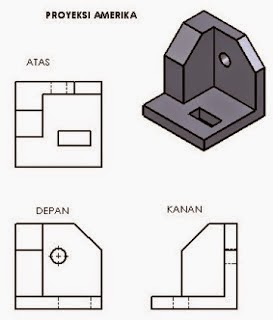 PROYEKSI AMERIKA
ATAS
DEPAN
KANAN